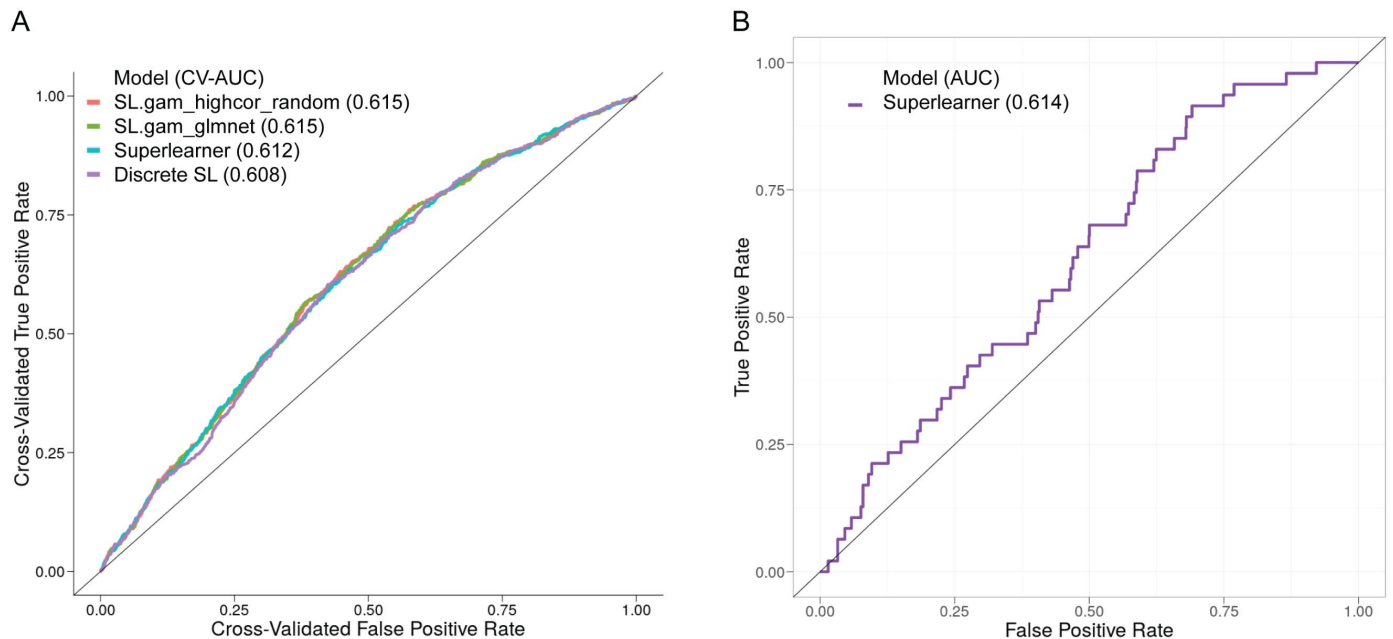 A
Model (CV-AUC)
SL.gam_highcor_random (0.615)
SL.gam_glmnet (0.615)
Superlearner (0.612)
Discrete SL (0.608)
Cross-Validated True Positive Rate
1.00
0.75
0.50
0.25
0.00
0.00 0.25 0.50 0.75 1.00
Cross-Validated False Positive Rate
B
Model (AUC)
Superlearner (0.614)
True Positive Rate
1.00
0.75
0.50
0.25
0.00
0.00 0.25 0.50 0.75 1.00
False Positive Rate